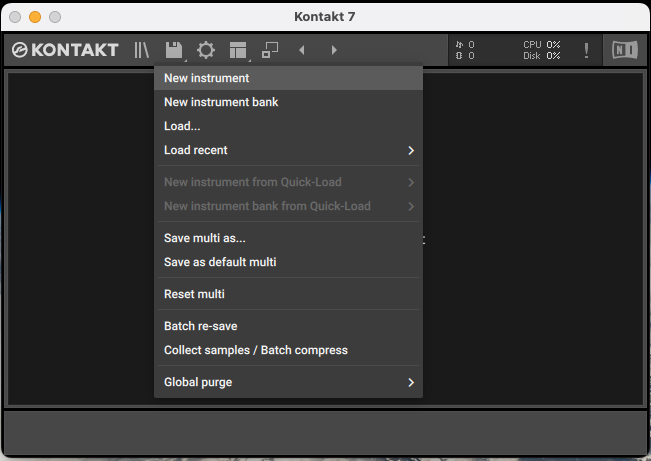 Kontakt 7
KONTAKT
0
0
CPU 0%
Disk 0%
!
NI
New instrument
New instrument bank
Load...
Load recent
New instrument from Quick-Load
New instrument bank from Quick-Load
Save multi as...
Save as default multi
Reset multi
Batch re-save
Collect samples / Batch compress
Global purge